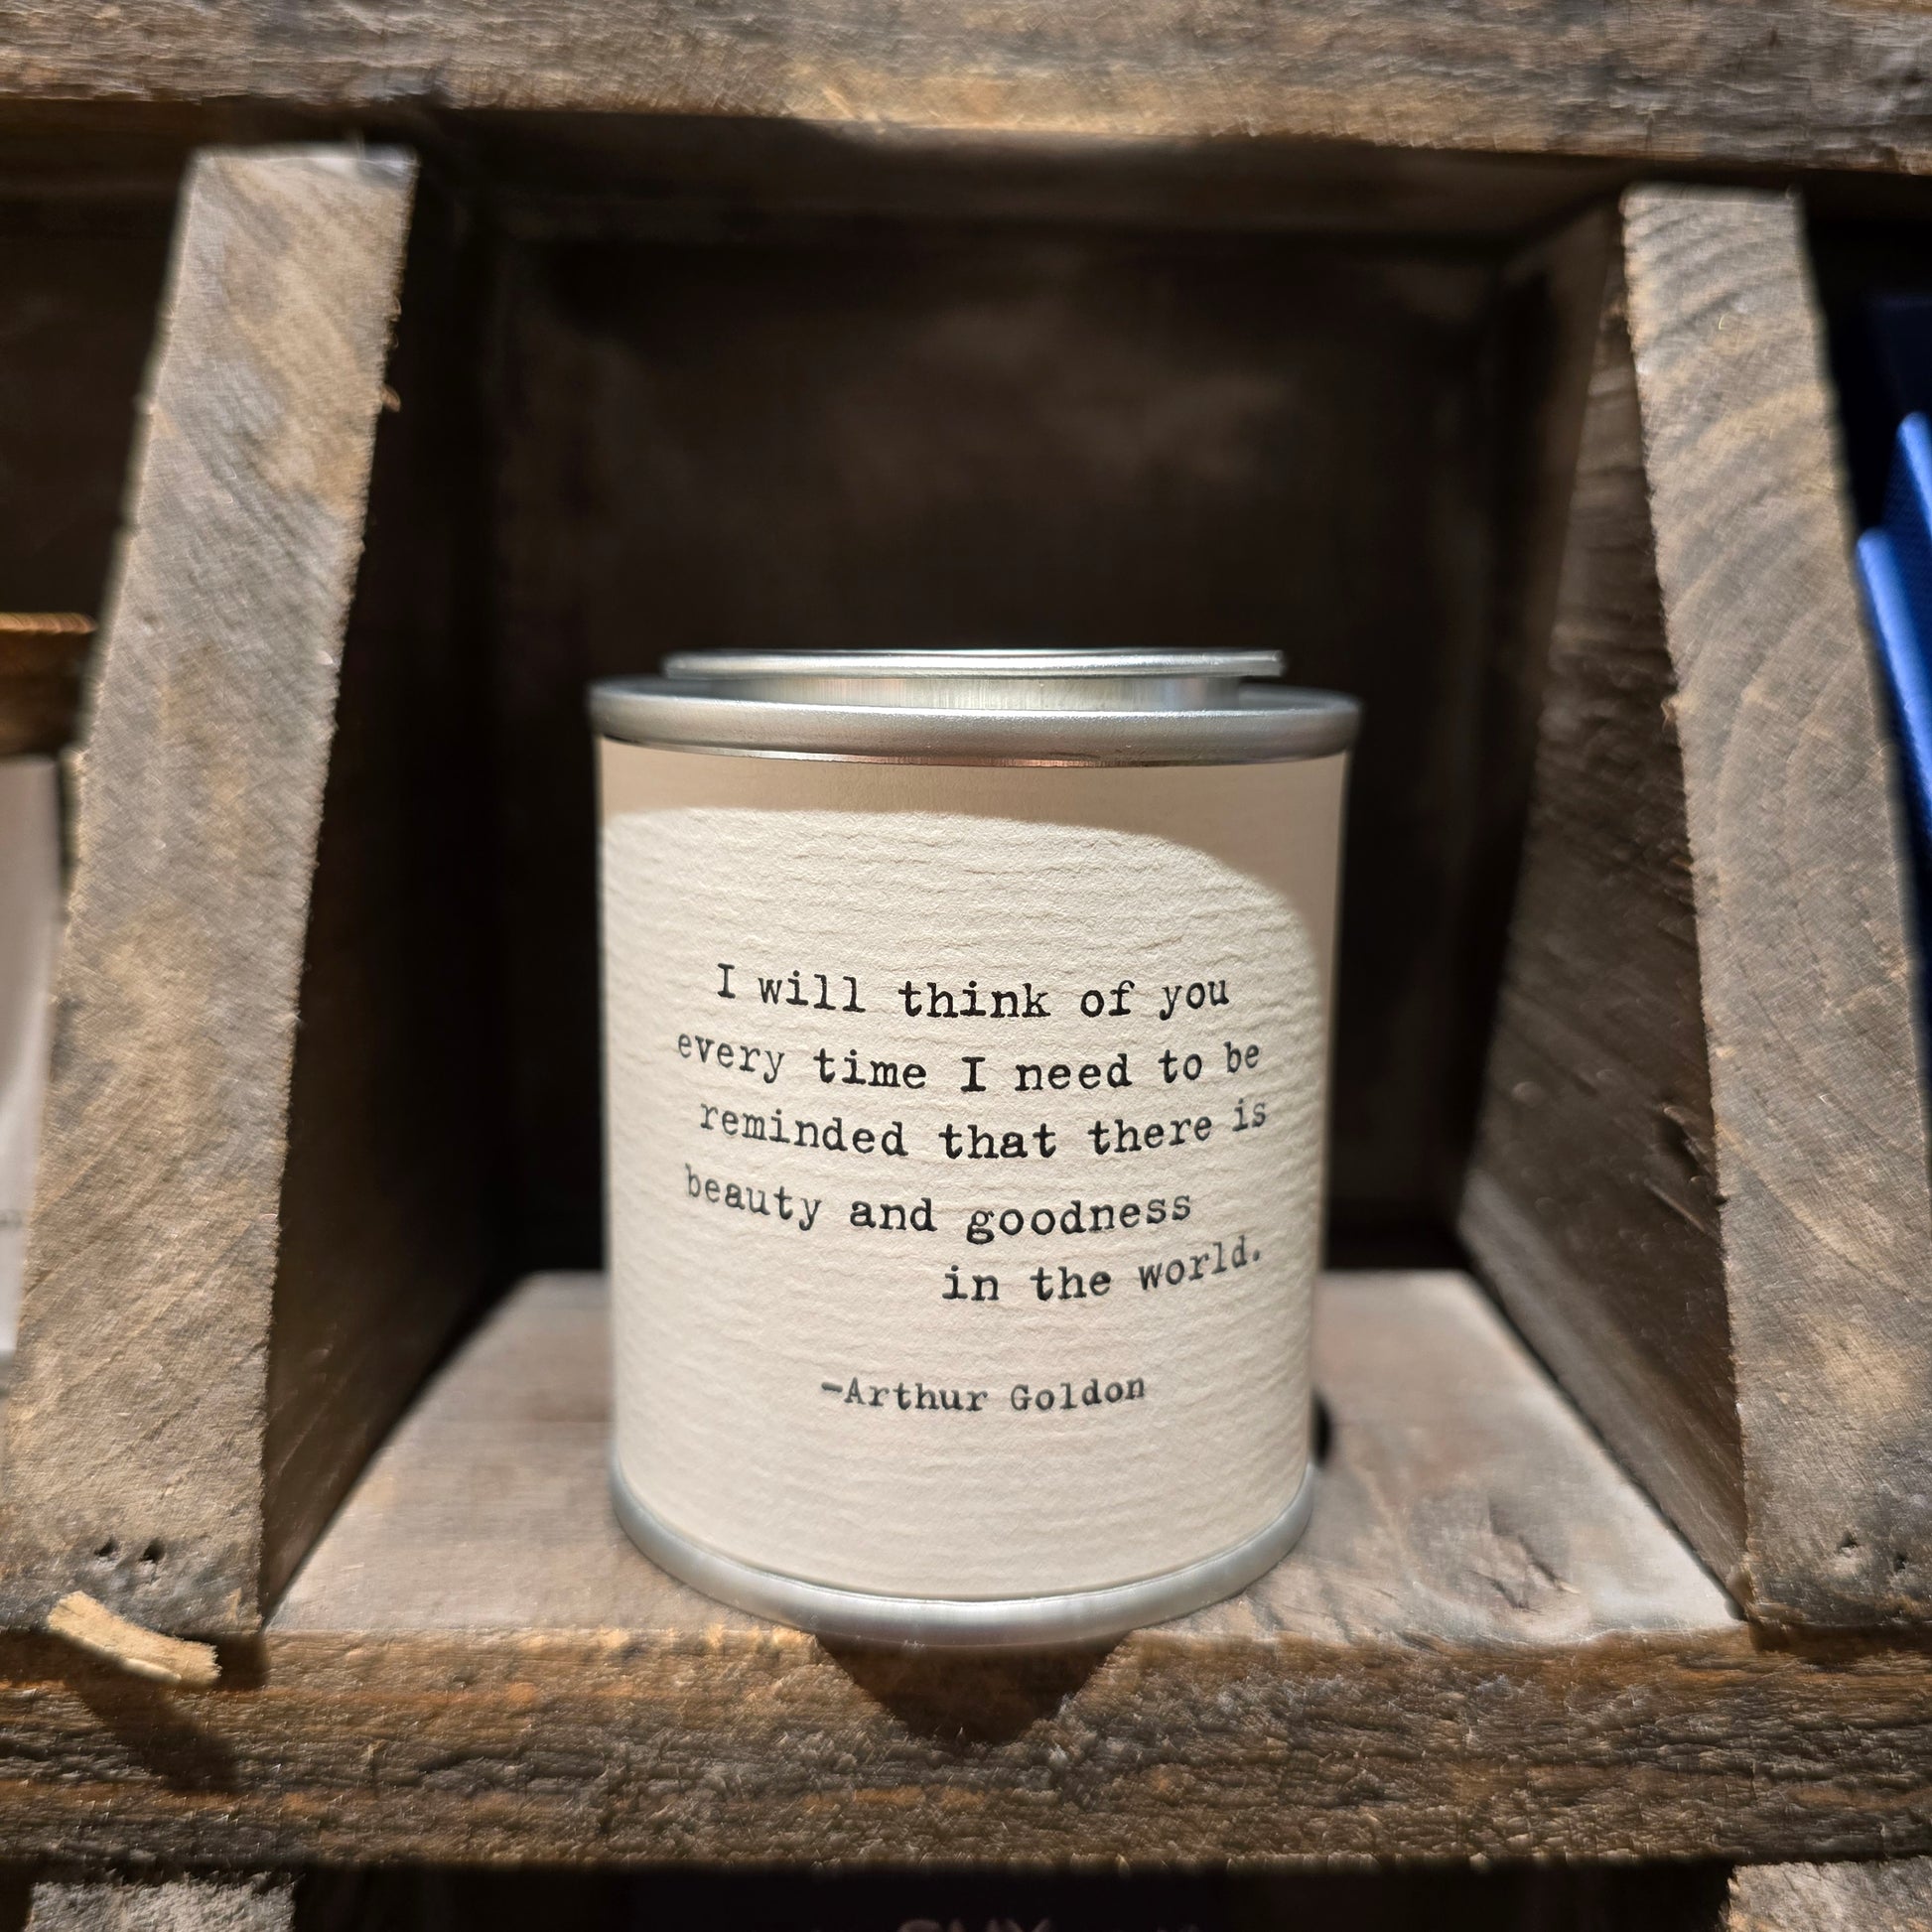 I will think of you
every time I need to be
reminded that there is
beauty and goodness
in the world.
-Arthur Goldon